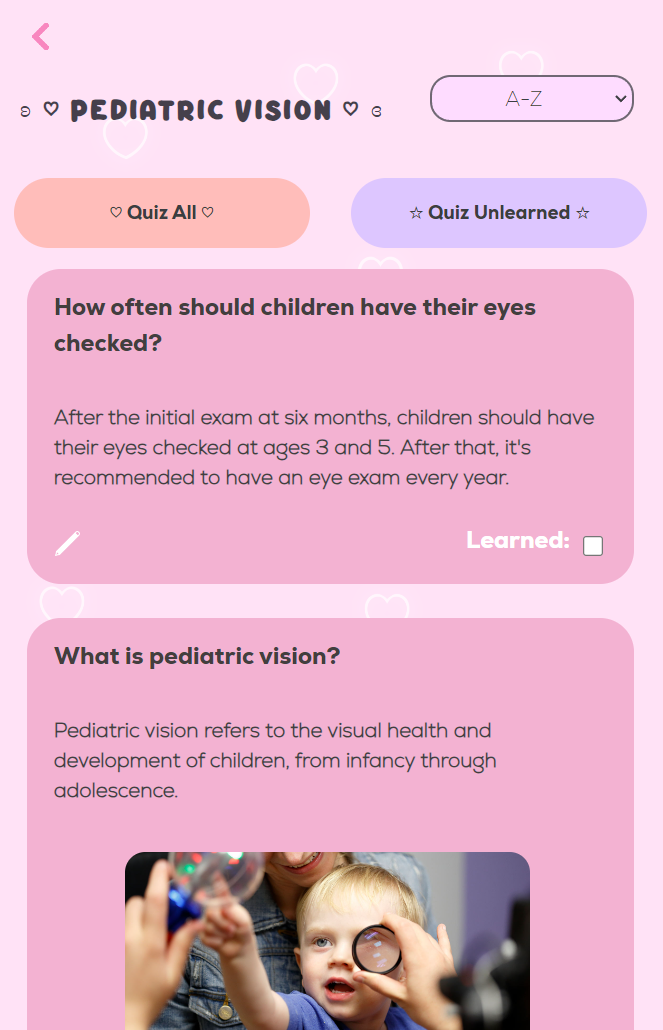 ʚ ♡ PEDIATRIC VISION ♡ ɞ
A-Z
♡ Quiz All ♡
☆ Quiz Unlearned ☆
How often should children have their eyes
checked?
After the initial exam at six months, children should have
their eyes checked at ages 3 and 5. After that, it's
recommended to have an eye exam every year.
Learned:
What is pediatric vision?
Pediatric vision refers to the visual health and
development of children, from infancy through
adolescence.